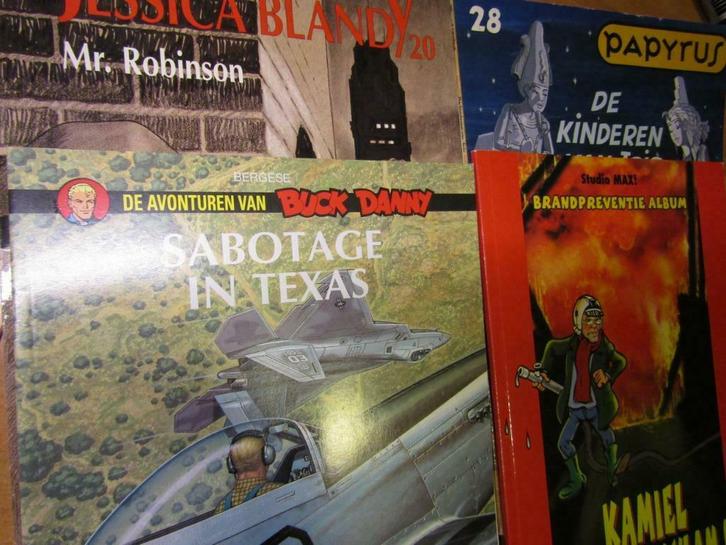 JESSICA BLANDY 20
Mr. Robinson
28
PAPYRUS
DE
KINDEREN
BERGESE
DE AVONTUREN VAN BUCK DANNY
SABOTAGE
IN TEXAS
03
Studio MAX!
BRANDPREVENTIE ALBUM
KAMIEL